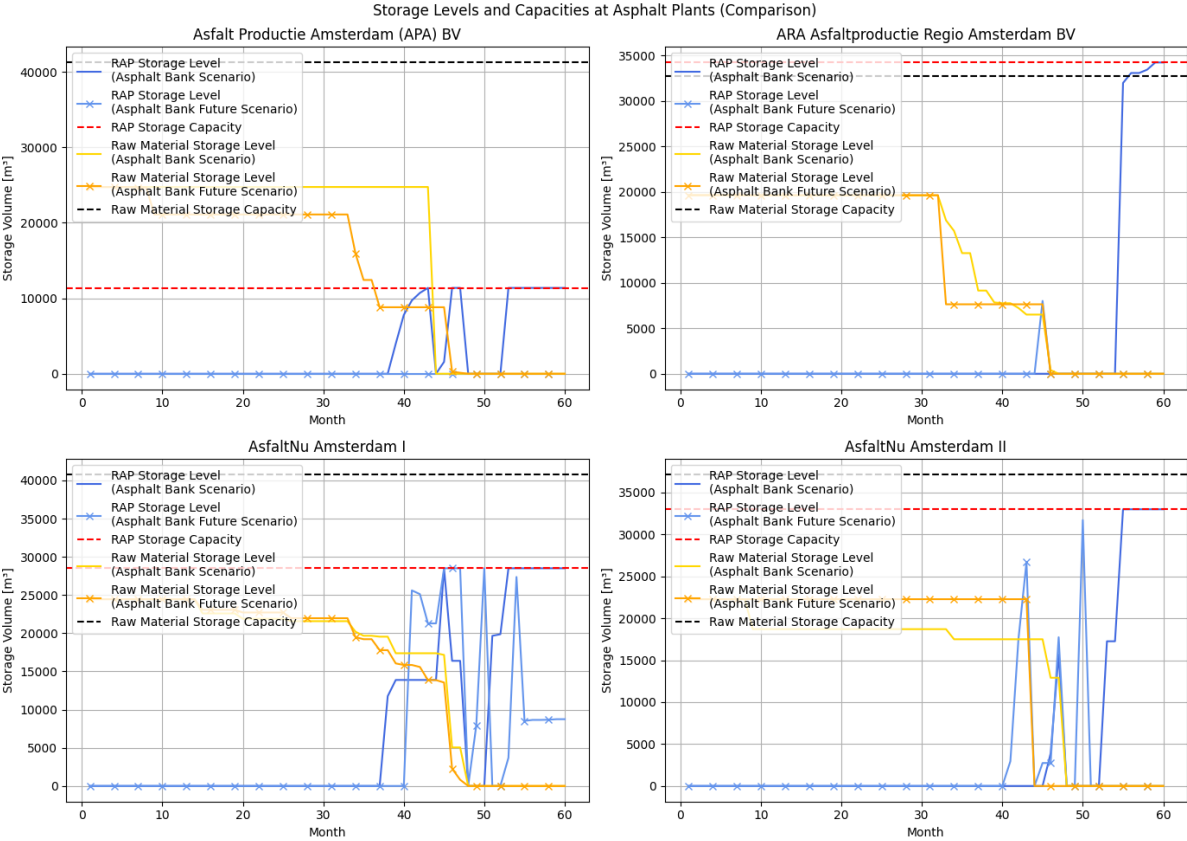 Storage Levels and Capacities at Asphalt Plants (Comparison)
Asfalt Productie Amsterdam (APA) BV
40000
30000
20000
10000
0
Storage Volume [m³]
RAP Storage Level
(Asphalt Bank Scenario)
RAP Storage Level
(Asphalt Bank Future Scenario)
RAP Storage Capacity
Raw Material Storage Level
(Asphalt Bank Scenario)
Raw Material Storage Level
(Asphalt Bank Future Scenario)
Raw Material Storage Capacity
0 10 20 30 40 50 60
Month
ARA Asfaltproductie Regio Amsterdam BV
35000
30000
25000
20000
15000
10000
5000
0
Storage Volume [m³]
RAP Storage Level
(Asphalt Bank Scenario)
RAP Storage Level
(Asphalt Bank Future Scenario)
RAP Storage Capacity
Raw Material Storage Level
(Asphalt Bank Scenario)
Raw Material Storage Level
(Asphalt Bank Future Scenario)
Raw Material Storage Capacity
0 10 20 30 40 50 60
Month
AsfaltNu Amsterdam I
40000
35000
30000
25000
20000
15000
10000
5000
0
Storage Volume [m³]
RAP Storage Level
(Asphalt Bank Scenario)
RAP Storage Level
(Asphalt Bank Future Scenario)
RAP Storage Capacity
Raw Material Storage Level
(Asphalt Bank Scenario)
Raw Material Storage Level
(Asphalt Bank Future Scenario)
Raw Material Storage Capacity
0 10 20 30 40 50 60
Month
AsfaltNu Amsterdam II
35000
30000
25000
20000
15000
10000
5000
0
Storage Volume [m³]
RAP Storage Level
(Asphalt Bank Scenario)
RAP Storage Level
(Asphalt Bank Future Scenario)
RAP Storage Capacity
Raw Material Storage Level
(Asphalt Bank Scenario)
Raw Material Storage Level
(Asphalt Bank Future Scenario)
Raw Material Storage Capacity
0 10 20 30 40 50 60
Month